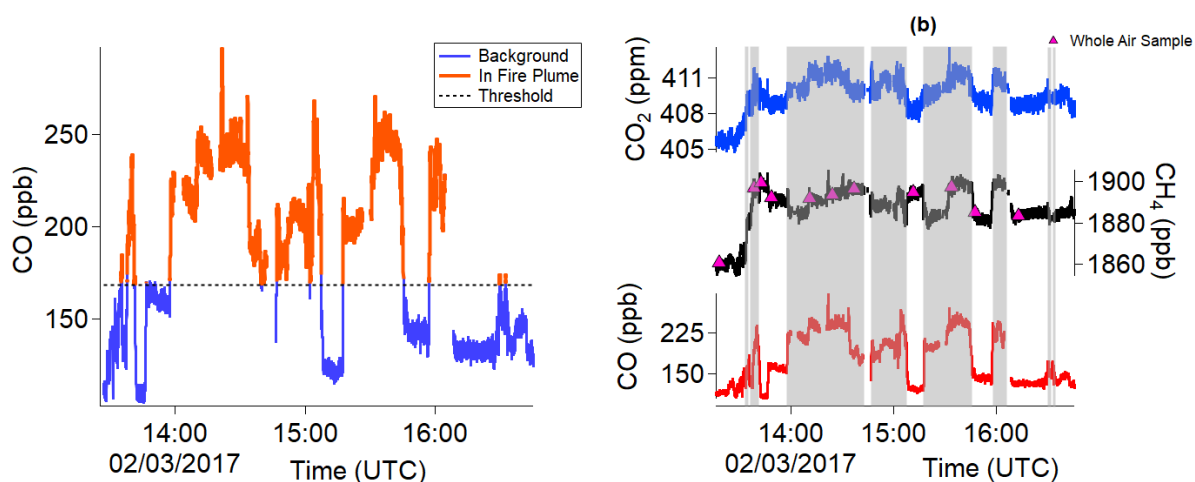 Background
In Fire Plume
Threshold
CO (ppb)
250
200
150
14:00
15:00
16:00
02/03/2017
Time (UTC)
(b)
Whole Air Sample
CO₂ (ppm)
411
408
405
CH₄ (ppb)
1900
1880
1860
CO (ppb)
225
150
14:00
15:00
16:00
02/03/2017
Time (UTC)